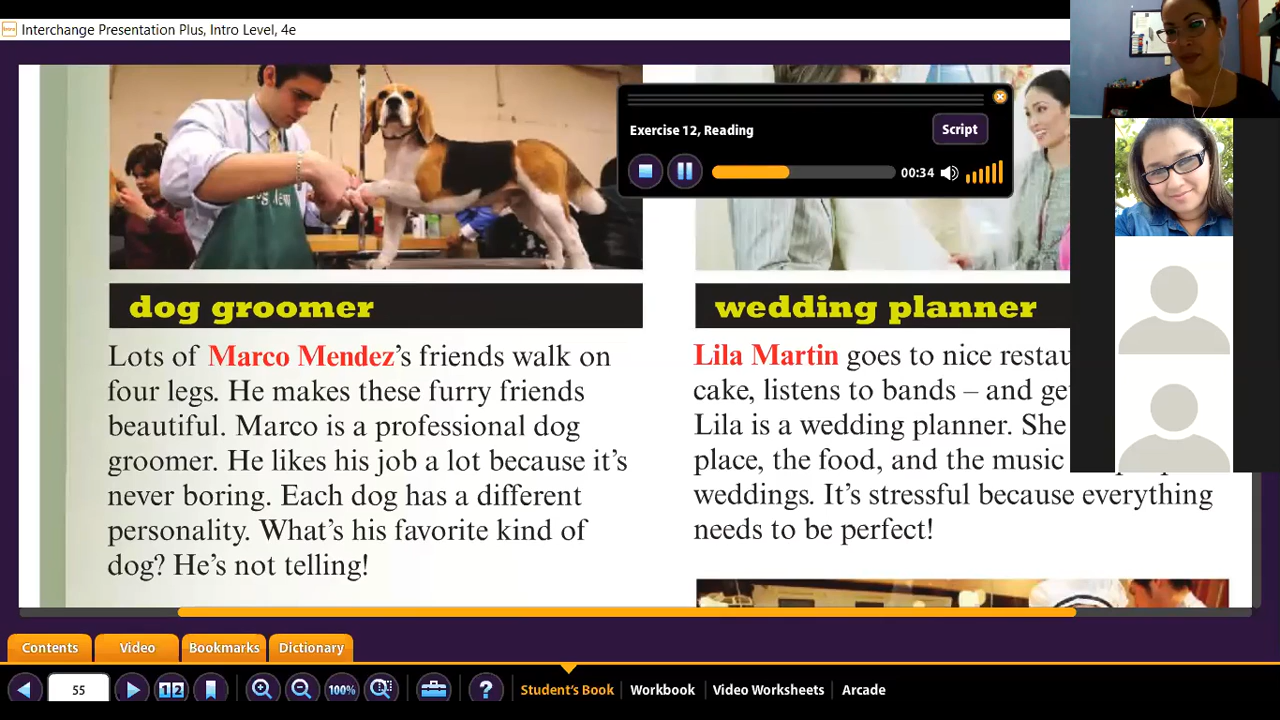 Interchange Presentation Plus, Intro Level, 4e
Exercise 12, Reading
Script
00:34
dog groomer
Lots of Marco Mendez's friends walk on
four legs. He makes these furry friends
beautiful. Marco is a professional dog
groomer. He likes his job a lot because it's
never boring. Each dog has a different
personality. What's his favorite kind of
dog? He's not telling!
wedding planner
Lila Martin goes to nice
cake, listens to bands – and
Lila is a wedding planner. She
place, the food, and the music
weddings. It's stressful because everything
needs to be perfect!
Contents
Video
Bookmarks
Dictionary
55
12
100%
?
Student's Book
Workbook
Video Worksheets
Arcade